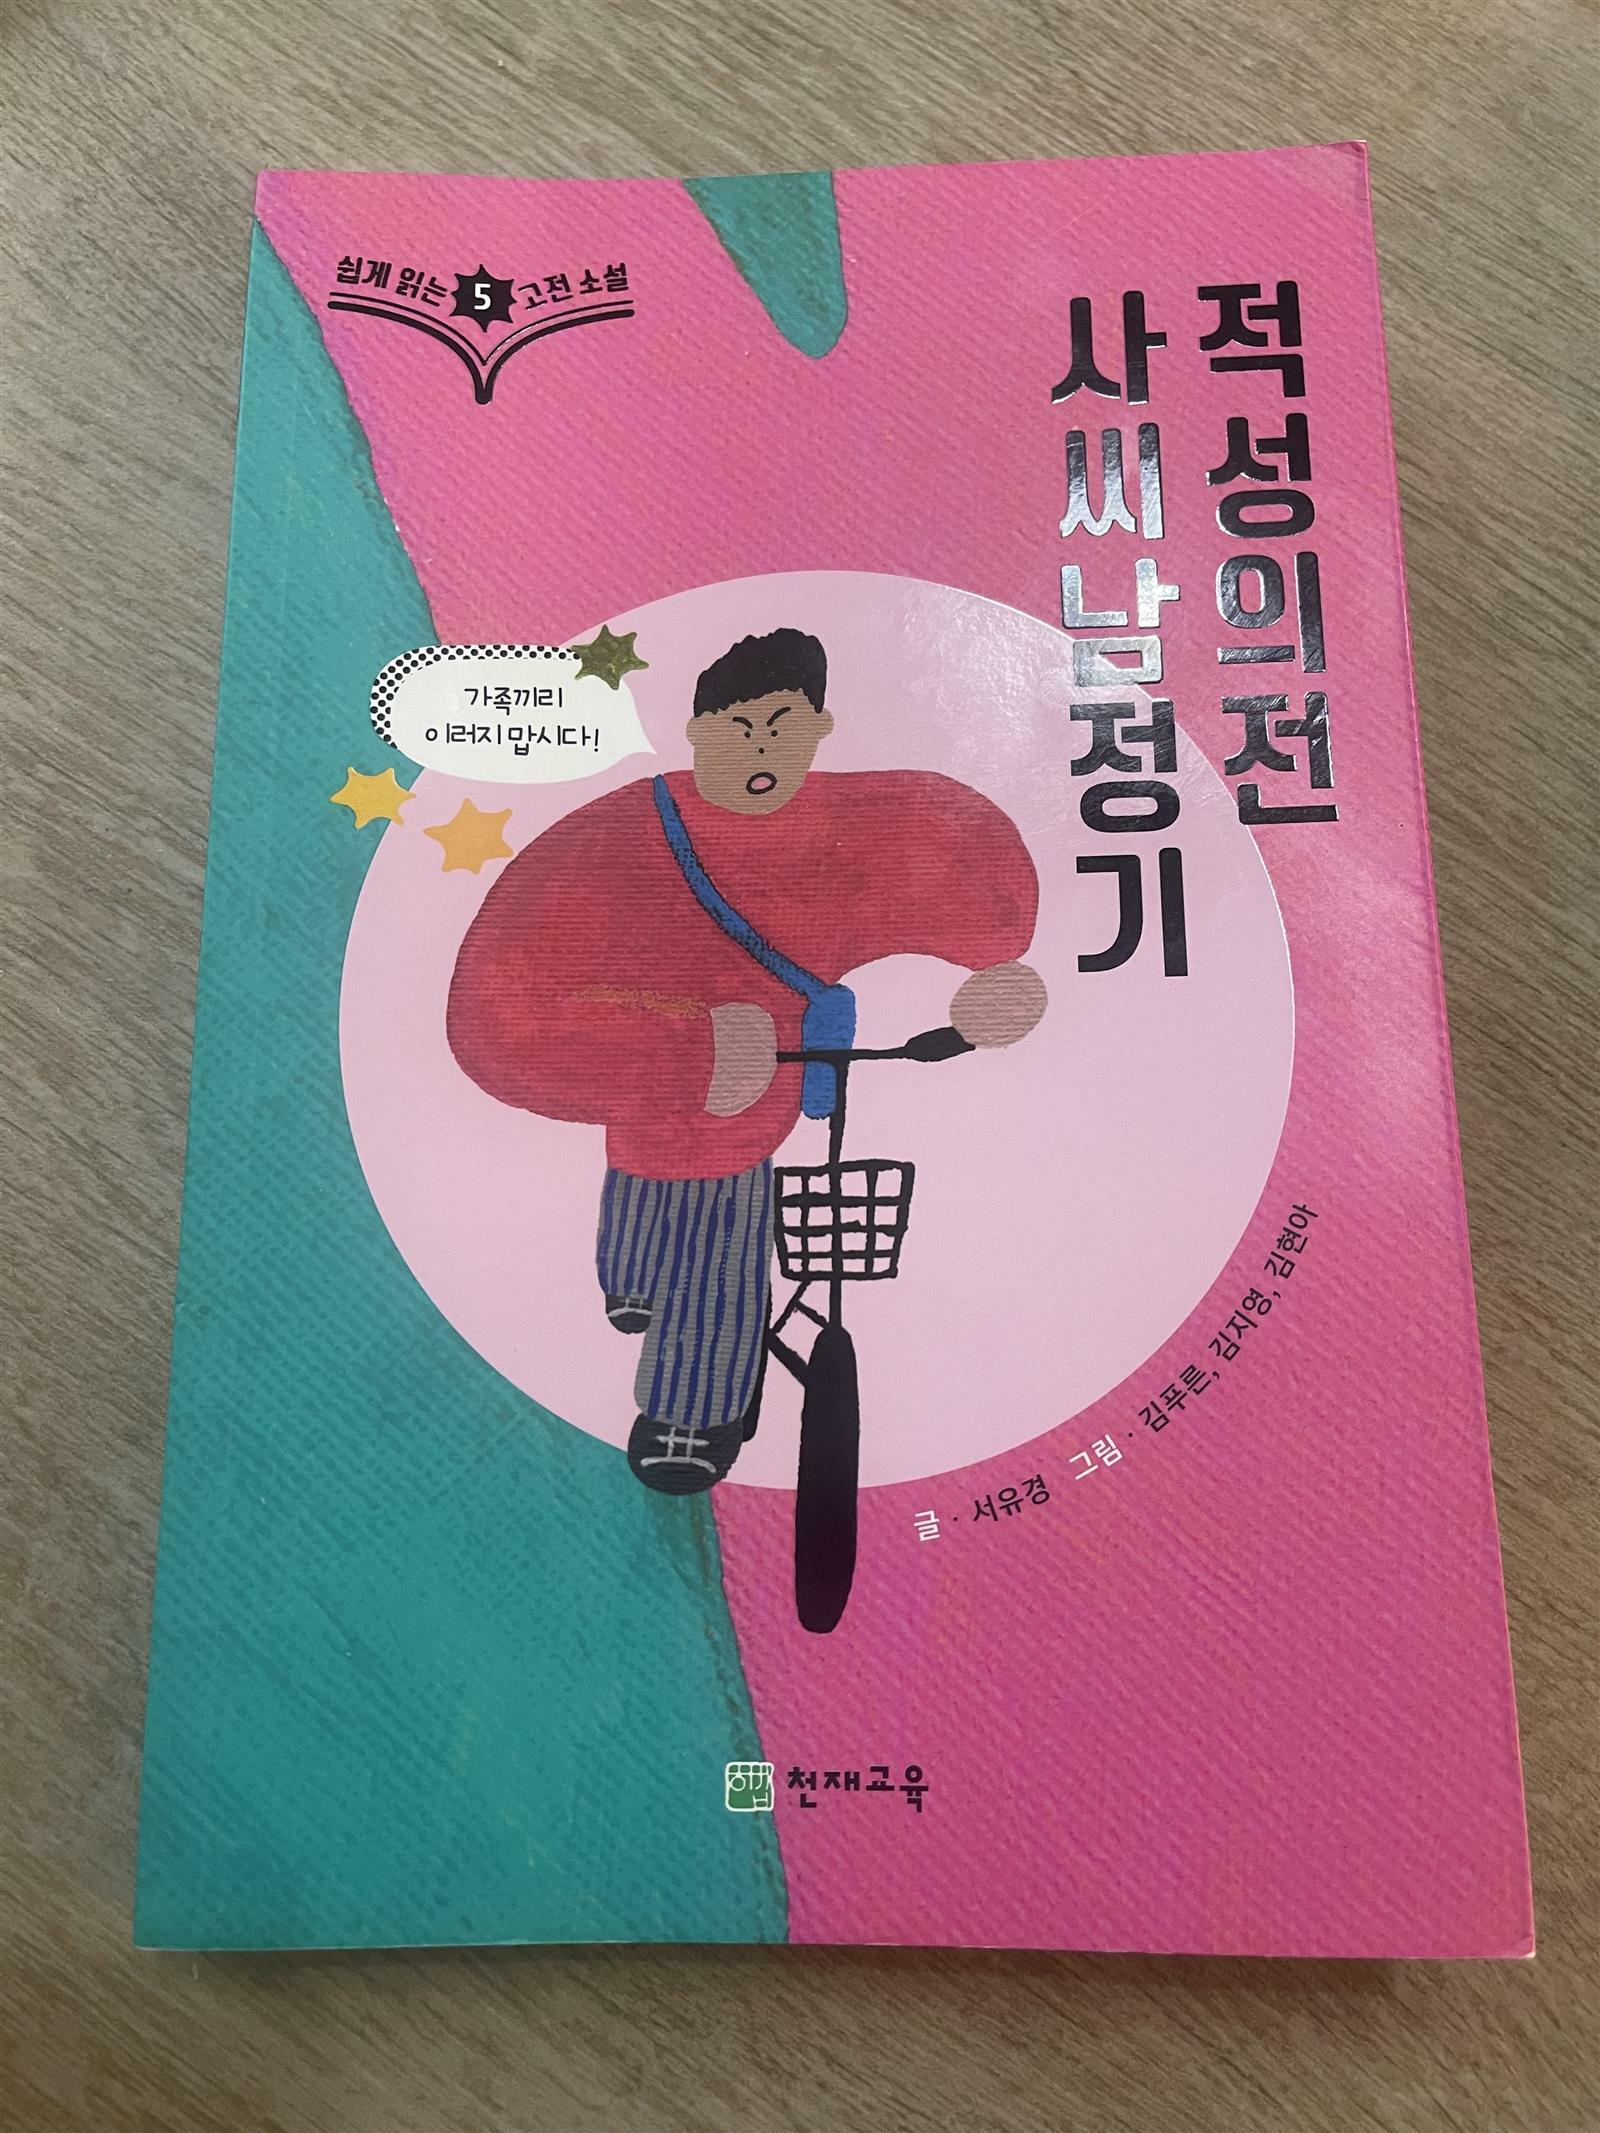 쉽게 읽는 5 고전 소설
적성의전
사씨남정기
가족끼리
이러지 맙시다!
글 · 서유경 그림 · 김푸른, 김지영, 김현아
해법 천재교육